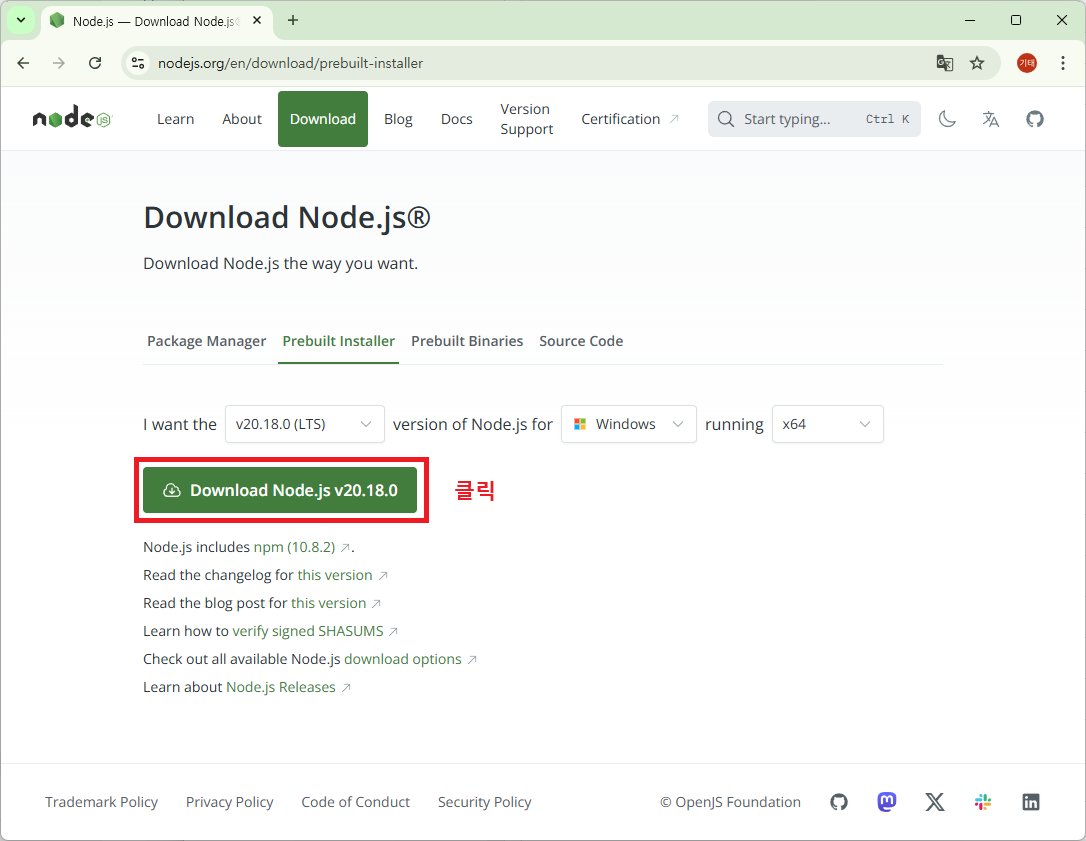 Node.js — Download Node.js®
nodejs.org/en/download/prebuilt-installer
기태
node
JS
Learn About Download Blog Docs Version Support Certification Start typing... Ctrl K
Download Node.js®
Download Node.js the way you want.
Package Manager Prebuilt Installer Prebuilt Binaries Source Code
I want the v20.18.0 (LTS) version of Node.js for Windows running x64
Download Node.js v20.18.0 클릭
Node.js includes npm (10.8.2) ↗.
Read the changelog for this version ↗
Read the blog post for this version ↗
Learn how to verify signed SHASUMS ↗
Check out all available Node.js download options ↗
Learn about Node.js Releases ↗
Trademark Policy Privacy Policy Code of Conduct Security Policy © OpenJS Foundation